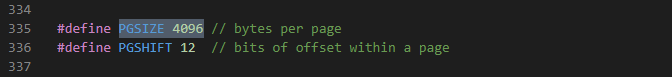 334
335 #define PGSIZE 4096 // bytes per page
336 #define PGSHIFT 12 // bits of offset within a page
337